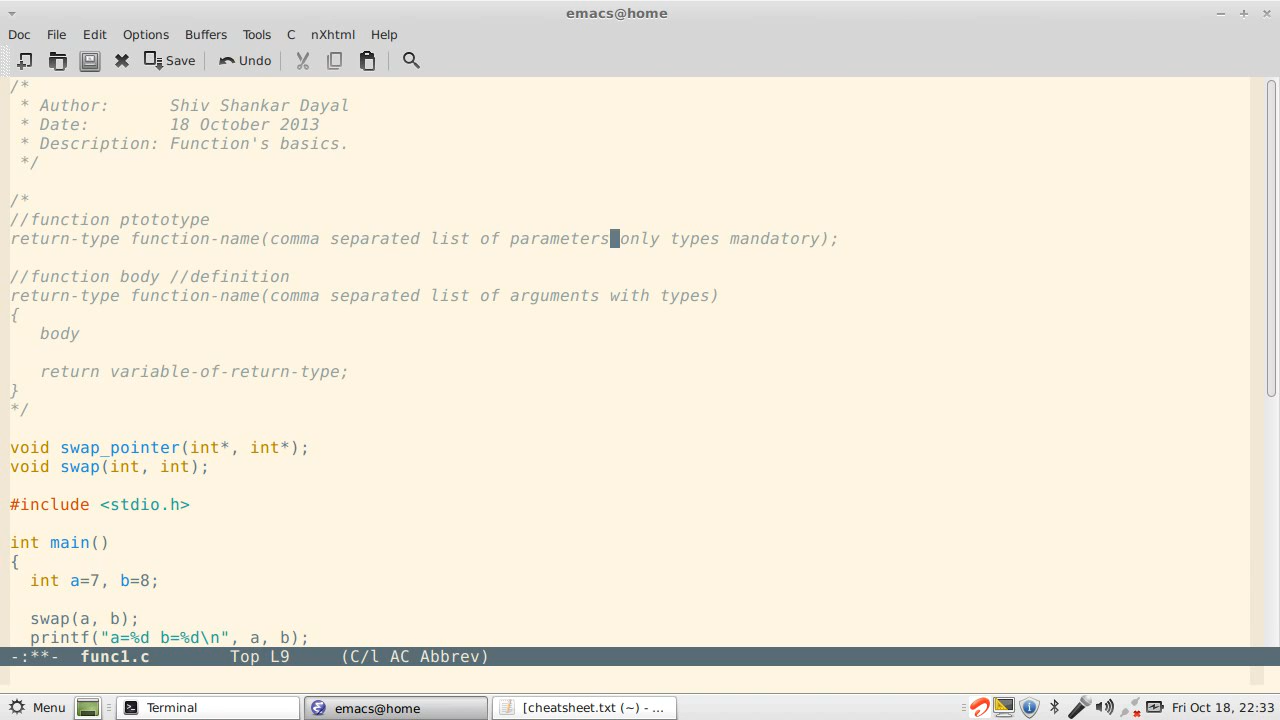 emacs@home
Doc File Edit Options Buffers Tools C nXhtml Help
Save Undo
/*
 * Author:      Shiv Shankar Dayal
 * Date:        18 October 2013
 * Description: Function's basics.
 */
/*
//function ptototype
return-type function-name(comma separated list of parameters only types mandatory);
//function body //definition
return-type function-name(comma separated list of arguments with types)
{
   body
   return variable-of-return-type;
}
*/
void swap_pointer(int*, int*);
void swap(int, int);
#include <stdio.h>
int main()
{
  int a=7, b=8;
  swap(a, b);
  printf("a=%d b=%d\n", a, b);
-:**-  func1.c        Top L9     (C/l AC Abbrev)
Menu Terminal emacs@home [cheatsheet.txt (~) - ... Fri Oct 18, 22:33